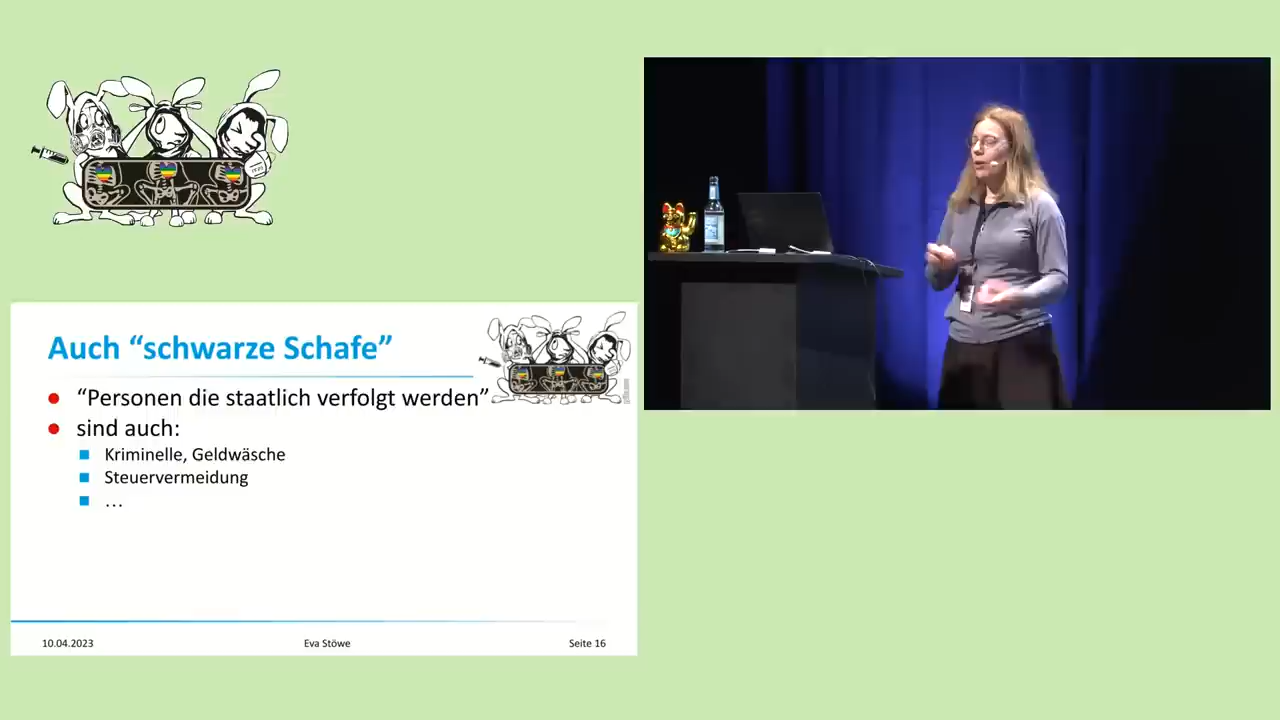 Auch “schwarze Schafe”
“Personen die staatlich verfolgt werden”
sind auch:
Kriminelle, Geldwäsche
Steuervermeidung
…
10.04.2023
Eva Stöwe
Seite 16